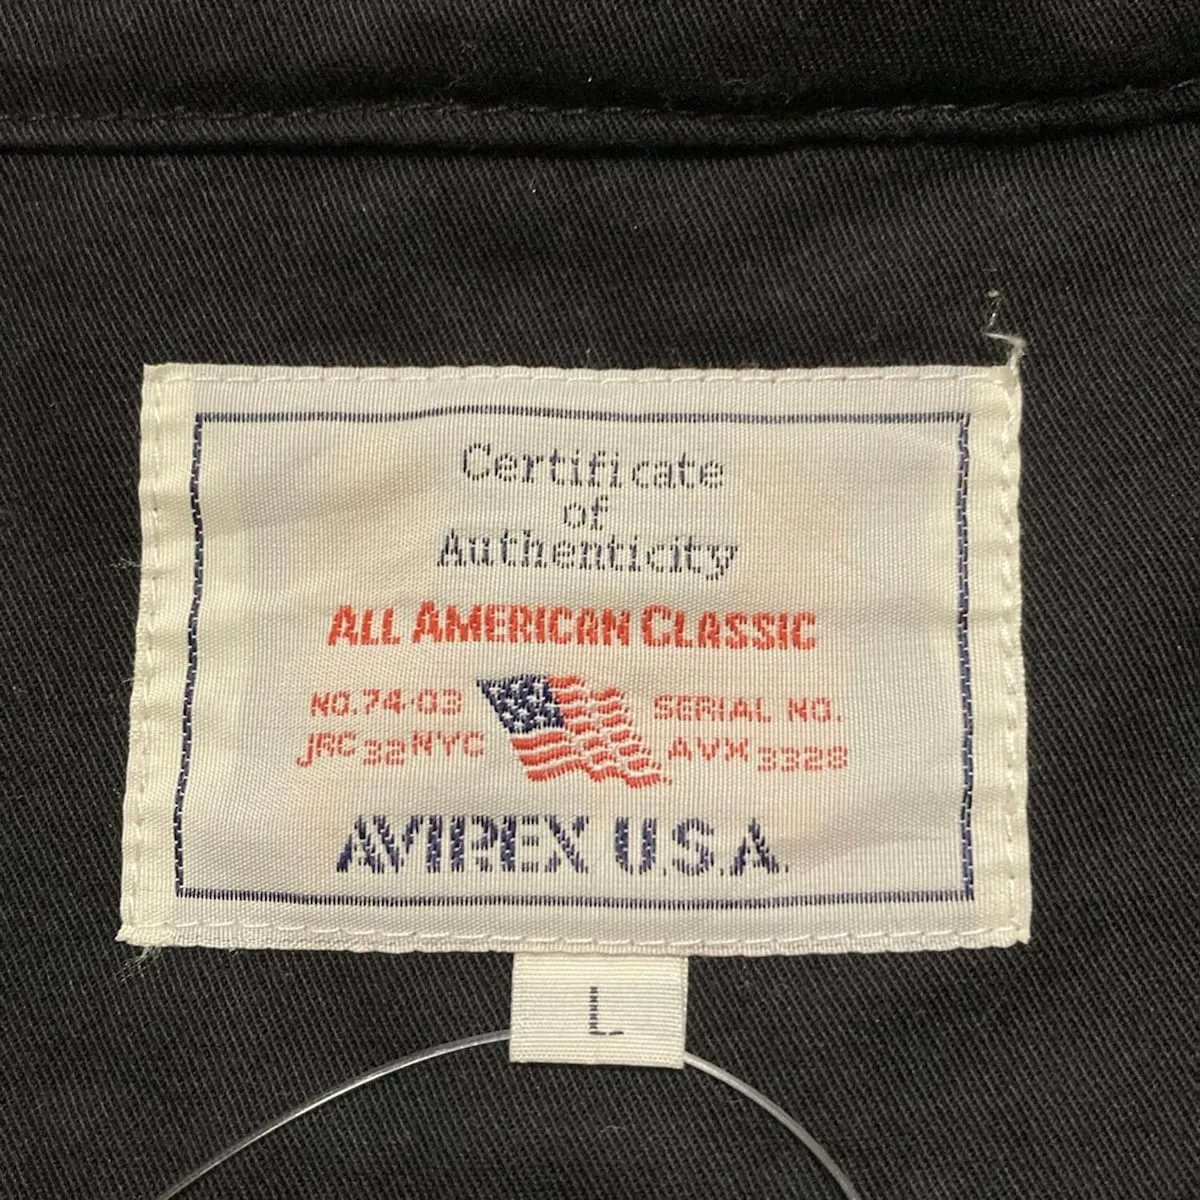 Certificate
of
Authenticity
ALL AMERICAN CLASSIC
NO.74-03
JRC 32 NYC
SERIAL NO.
AVX 3328
AVIREX U.S.A.
L